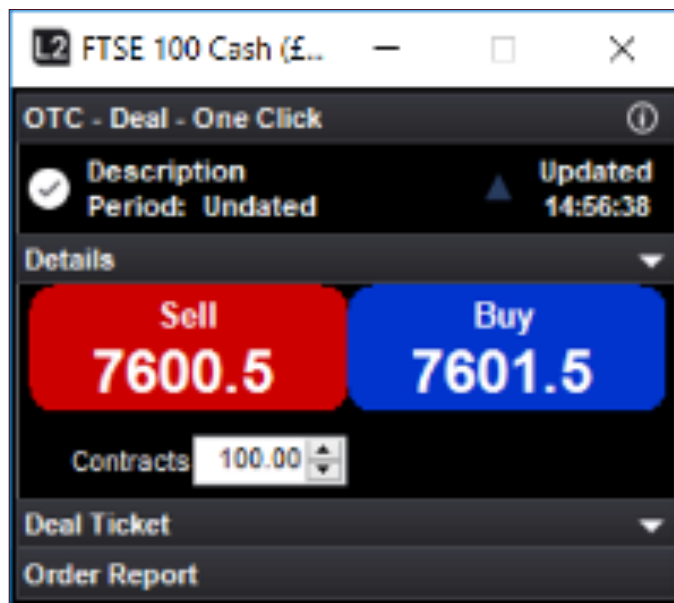 L2 FTSE 100 Cash (£...
OTC - Deal - One Click
Description
Period: Undated
Updated
14:56:38
Details
Sell
7600.5
Buy
7601.5
Contracts 100.00
Deal Ticket
Order Report